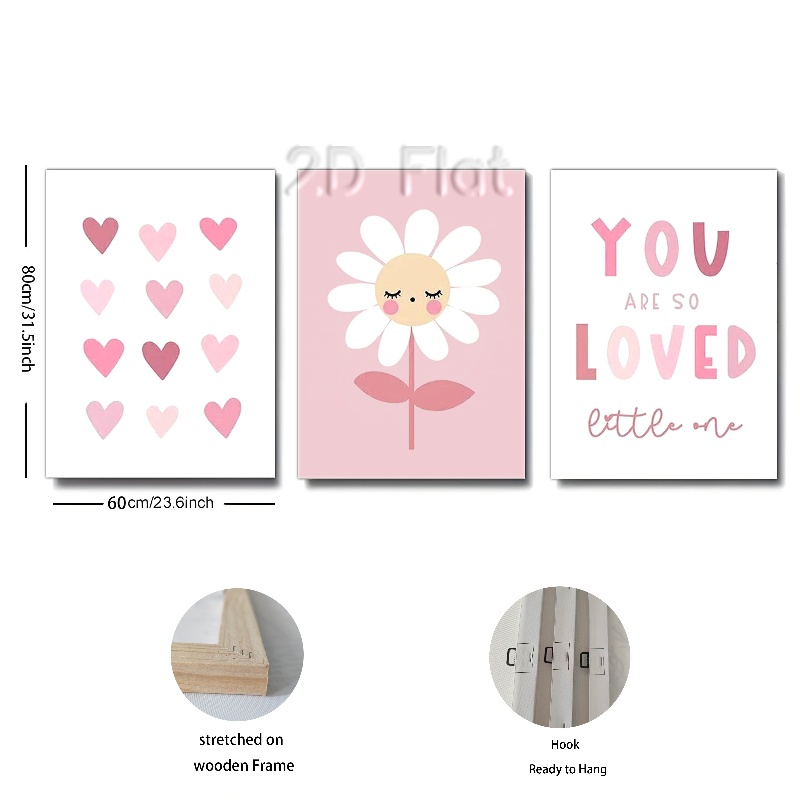 2D Flat
80cm/31.5inch
60cm/23.6inch
YOU
ARE SO
LOVED
little one
stretched on
wooden Frame
Hook
Ready to Hang